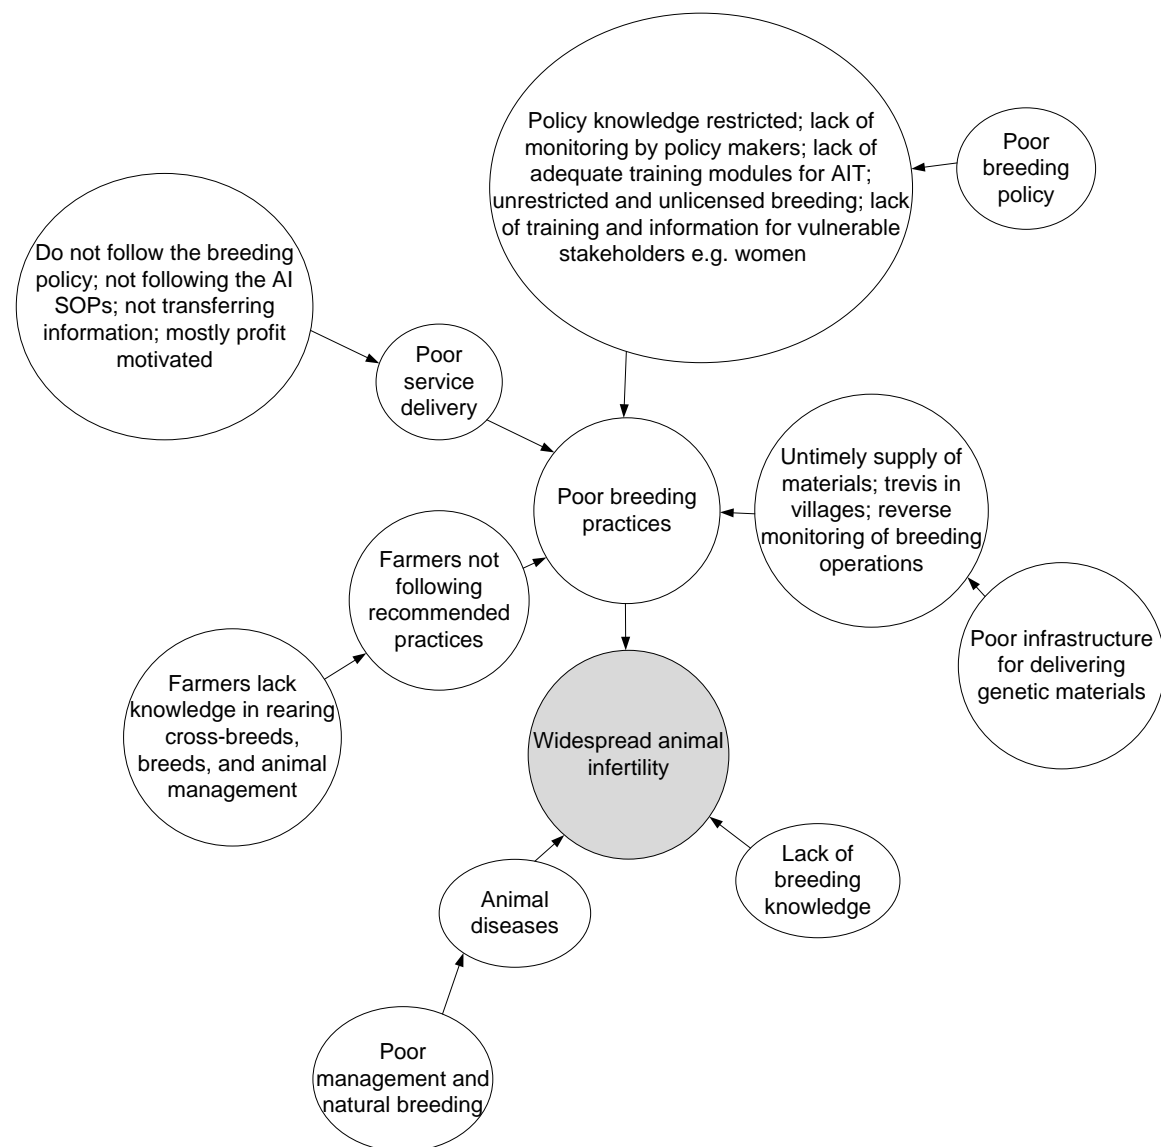 Policy knowledge restricted; lack of
monitoring by policy makers; lack of
adequate training modules for AIT;
unrestricted and unlicensed breeding; lack
of training and information for vulnerable
stakeholders e.g. women
Poor
breeding
policy
Do not follow the breeding
policy; not following the AI
SOPs; not transferring
information; mostly profit
motivated
Poor
service
delivery
Poor breeding
practices
Untimely supply of
materials; trevis in
villages; reverse
monitoring of breeding
operations
Farmers not
following
recommended
practices
Poor infrastructure
for delivering
genetic materials
Farmers lack
knowledge in rearing
cross-breeds,
breeds, and animal
management
Widespread animal
infertility
Lack of
breeding
knowledge
Animal
diseases
Poor
management and
natural breeding